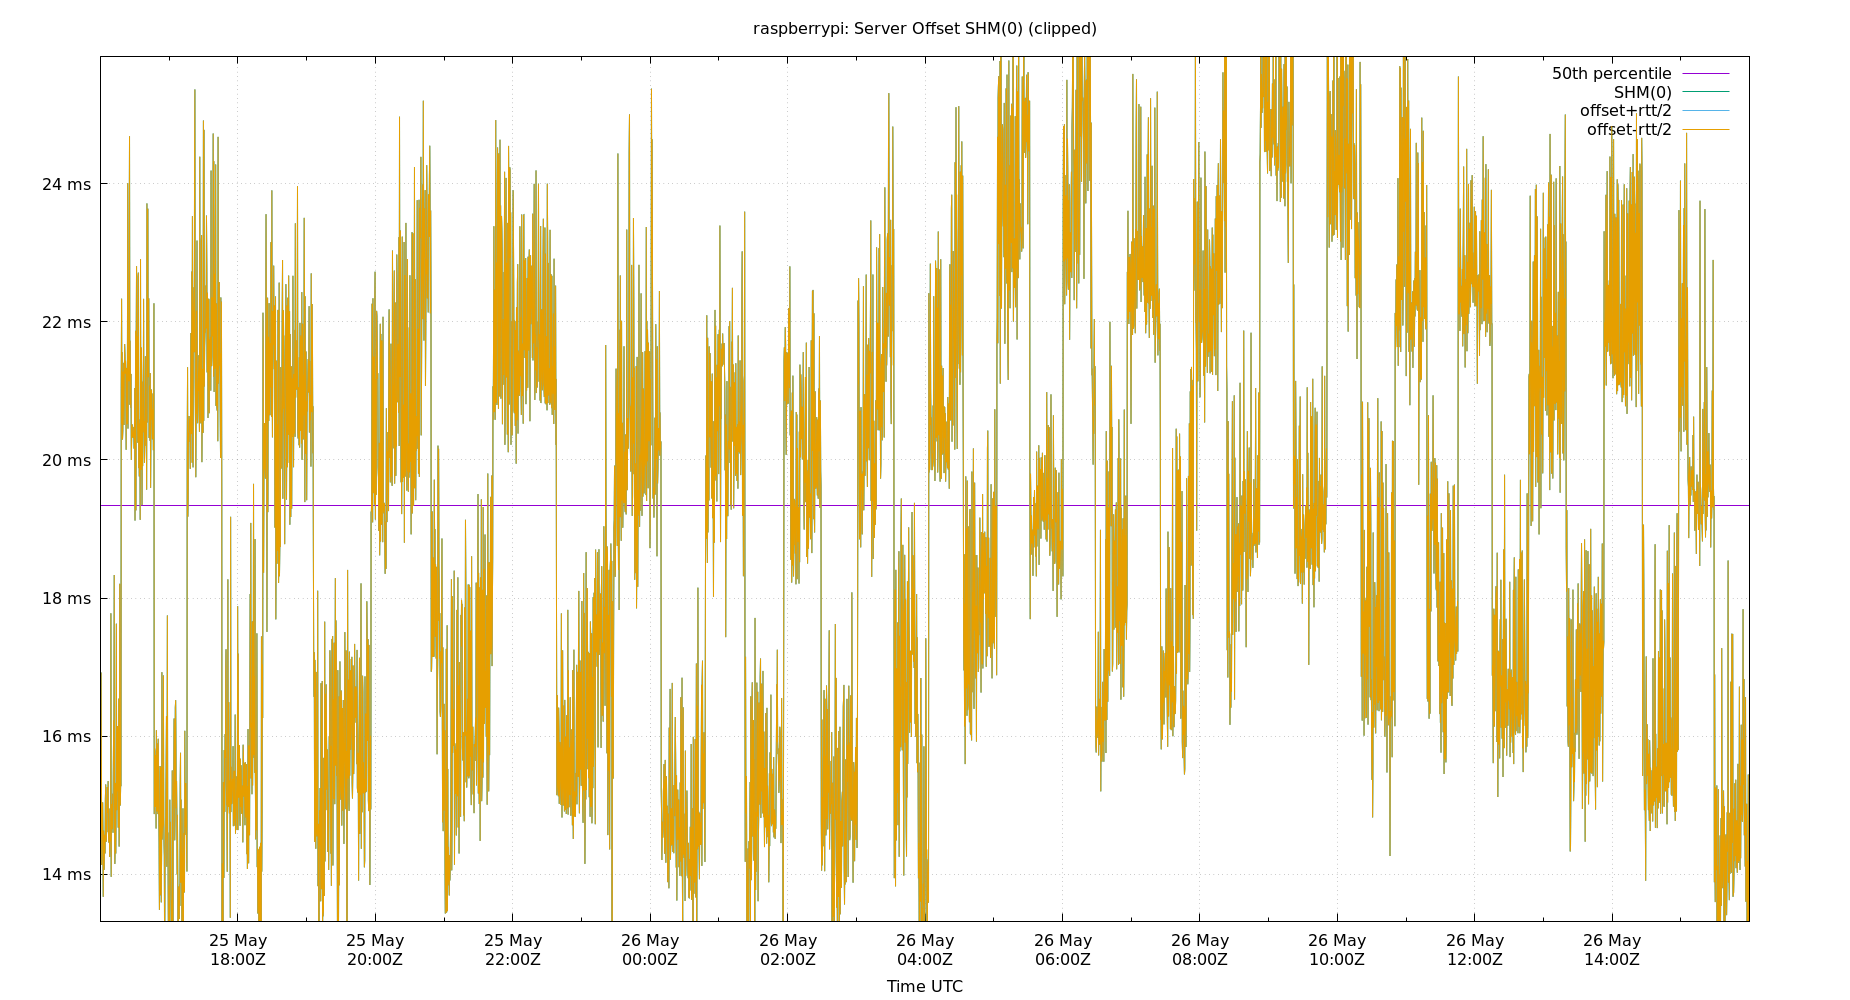 raspberrypi: Server Offset SHM(0) (clipped)
50th percentile
SHM(0)
offset+rtt/2
offset-rtt/2
24 ms
22 ms
20 ms
18 ms
16 ms
14 ms
25 May 25 May 25 May 26 May 26 May 26 May 26 May 26 May 26 May 26 May 26 May
18:00Z 20:00Z 22:00Z 00:00Z 02:00Z 04:00Z 06:00Z 08:00Z 10:00Z 12:00Z 14:00Z
Time UTC